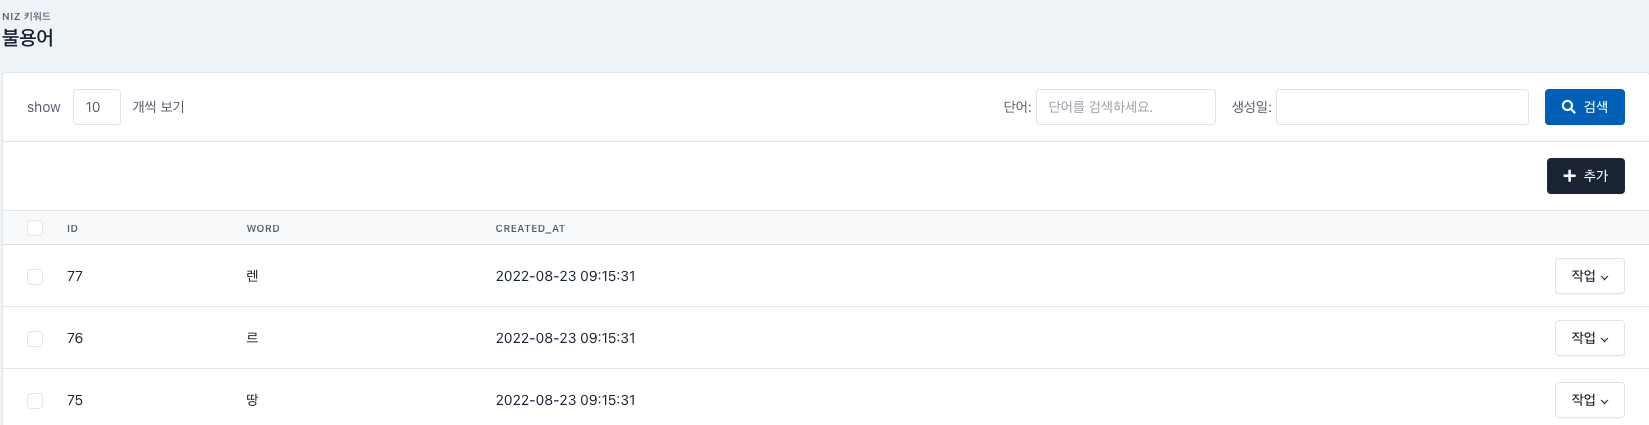 NIZ 키워드
불용어
show 10 개씩 보기 단어: 단어를 검색하세요. 생성일: 검색
추가
ID WORD CREATED_AT
77 렌 2022-08-23 09:15:31 작업
76 르 2022-08-23 09:15:31 작업
75 땅 2022-08-23 09:15:31 작업